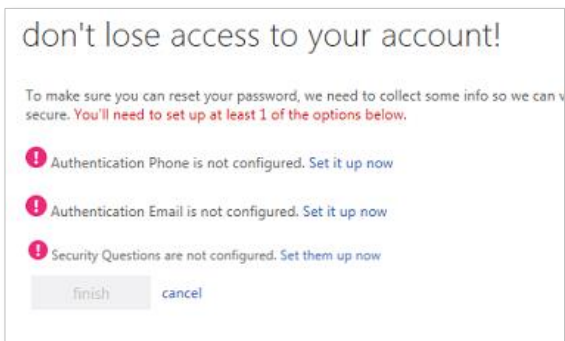 don't lose access to your account!
To make sure you can reset your password, we need to collect some info so we can
secure. You'll need to set up at least 1 of the options below.
Authentication Phone is not configured. Set it up now
Authentication Email is not configured. Set it up now
Security Questions are not configured. Set them up now
finish cancel